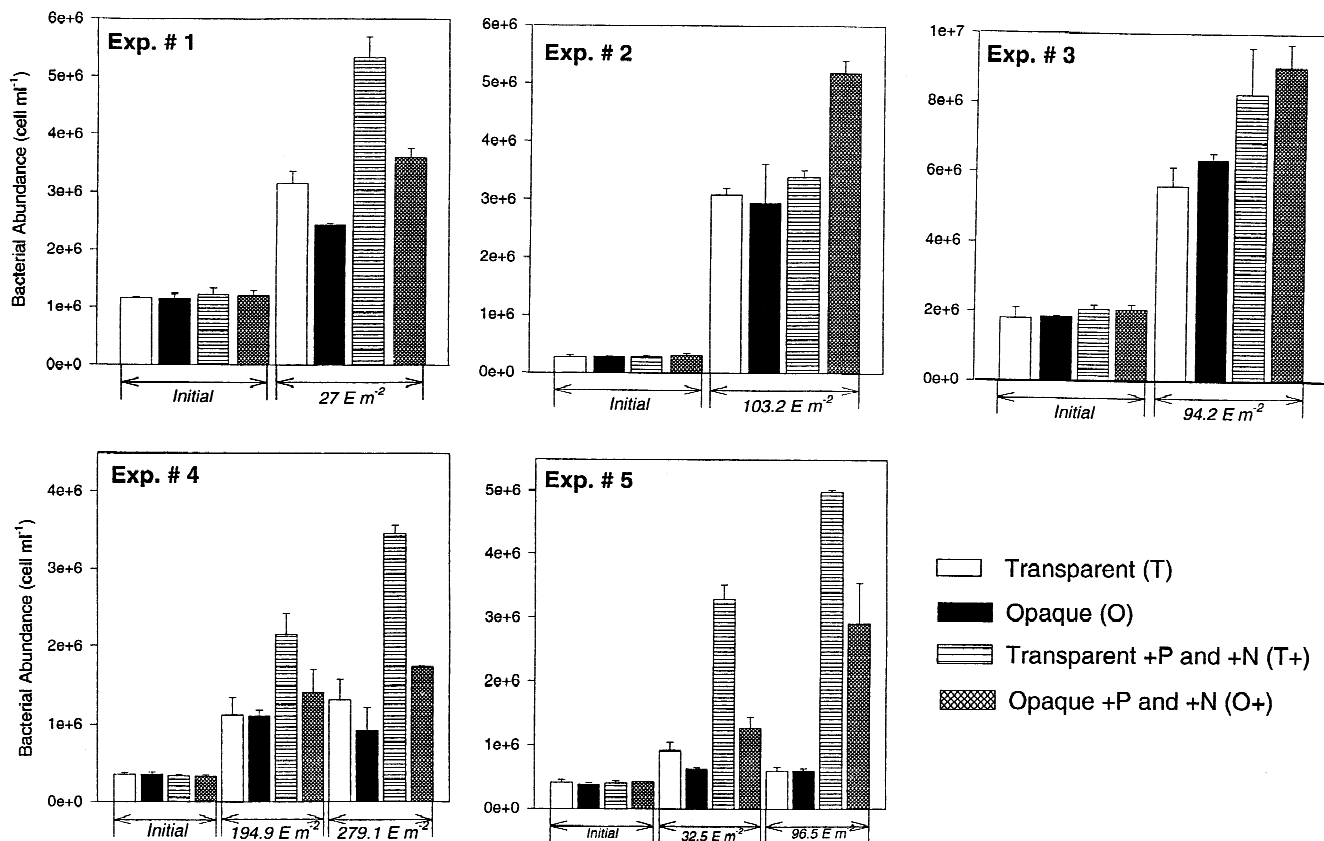 Exp. # 1
Bacterial Abundance (cell ml⁻¹)
6e+6
5e+6
4e+6
3e+6
2e+6
1e+6
0e+0
Initial
27 E m⁻²
Exp. # 2
6e+6
5e+6
4e+6
3e+6
2e+6
1e+6
0e+0
Initial
103.2 E m⁻²
Exp. # 3
1e+7
8e+6
6e+6
4e+6
2e+6
0e+0
Initial
94.2 E m⁻²
Exp. # 4
Bacterial Abundance (cell ml⁻¹)
4e+6
3e+6
2e+6
1e+6
0e+0
Initial
194.9 E m⁻²
279.1 E m⁻²
Exp. # 5
5e+6
4e+6
3e+6
2e+6
1e+6
0e+0
Initial
32.5 E m⁻²
96.5 E m⁻²
Transparent (T)
Opaque (O)
Transparent +P and +N (T+)
Opaque +P and +N (O+)